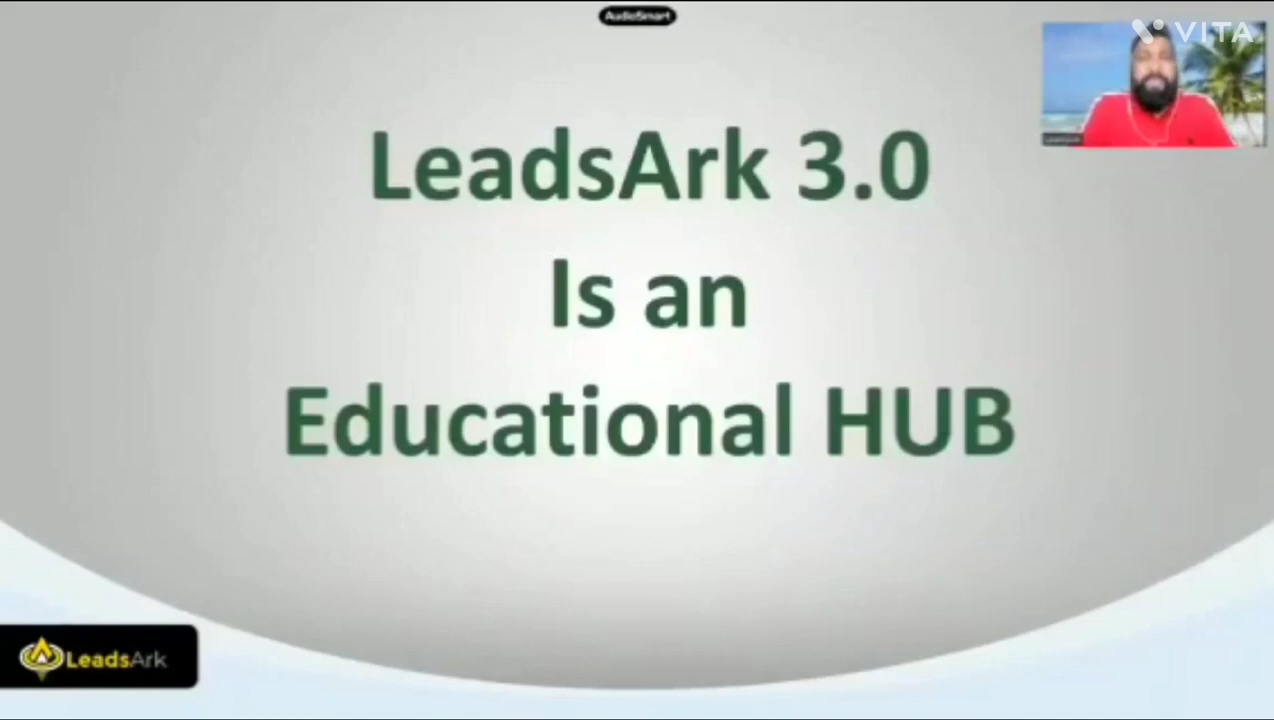 AudioSmart
VITA
LeadsArk 3.0
Is an
Educational HUB
LeadsArk